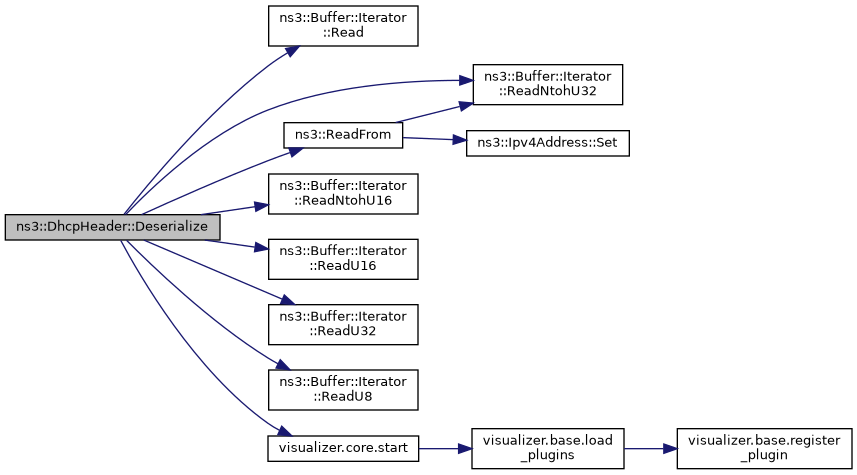 ns3::Buffer::Iterator
::Read
ns3::Buffer::Iterator
::ReadNtohU32
ns3::ReadFrom
ns3::Ipv4Address::Set
ns3::Buffer::Iterator
::ReadNtohU16
ns3::DhcpHeader::Deserialize
ns3::Buffer::Iterator
::ReadU16
ns3::Buffer::Iterator
::ReadU32
ns3::Buffer::Iterator
::ReadU8
visualizer.core.start
visualizer.base.load
_plugins
visualizer.base.register
_plugin